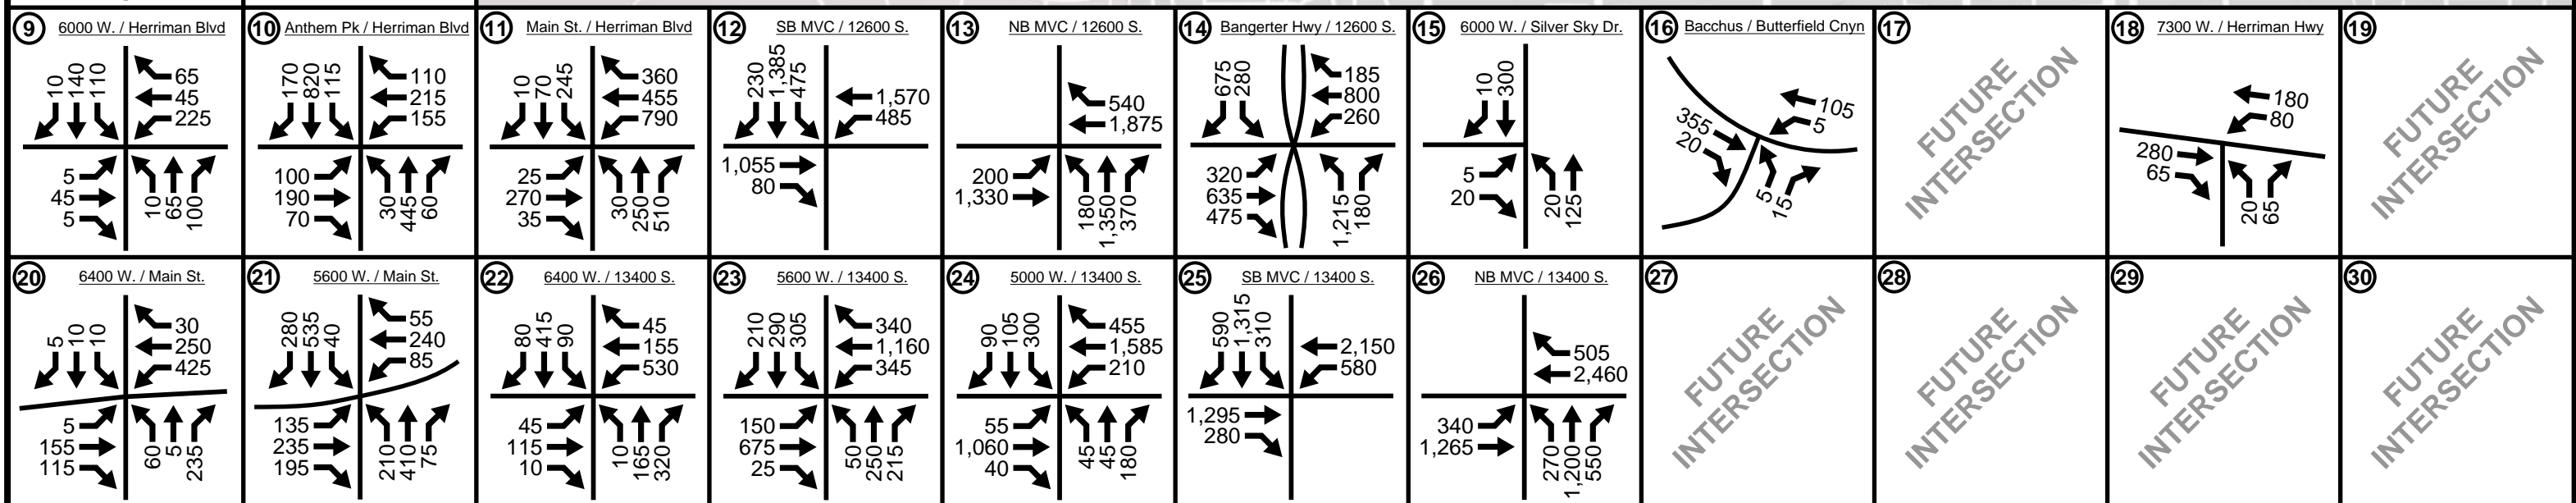 9 6000 W. / Herriman Blvd
10 140 110
65
45
225
5
45
5
10 65 100
10 Anthem Pk / Herriman Blvd
170 820 115
110
215
155
100
190
70
30 445 60
11 Main St. / Herriman Blvd
10 70 245
360
455
790
25
270
35
30 250 510
12 SB MVC / 12600 S.
230 1,385 475
1,570
485
1,055
80
13 NB MVC / 12600 S.
540
1,875
200
1,330
180 1,350 370
14 Bangerter Hwy / 12600 S.
675 280
185
800
260
320
635
475
1,215 180
15 6000 W. / Silver Sky Dr.
10 300
5
20
20 125
16 Bacchus / Butterfield Cnyn
105
5
355
20
5 15
17
FUTURE
INTERSECTION
18 7300 W. / Herriman Hwy
180
80
280
65
20 65
19
FUTURE
INTERSECTION
20 6400 W. / Main St.
5 10 10
30
250
425
5
155
115
60 5 235
21 5600 W. / Main St.
280 535 40
55
240
85
135
235
195
210 410 75
22 6400 W. / 13400 S.
80 415 90
45
155
530
45
115
10
10 165 320
23 5600 W. / 13400 S.
210 290 305
340
1,160
345
150
675
25
50 250 215
24 5000 W. / 13400 S.
90 105 300
455
1,585
210
55
1,060
40
45 45 180
25 SB MVC / 13400 S.
590 1,315 310
2,150
580
1,295
280
26 NB MVC / 13400 S.
505
2,460
340
1,265
270 1,200 550
27
FUTURE
INTERSECTION
28
FUTURE
INTERSECTION
29
FUTURE
INTERSECTION
30
FUTURE
INTERSECTION